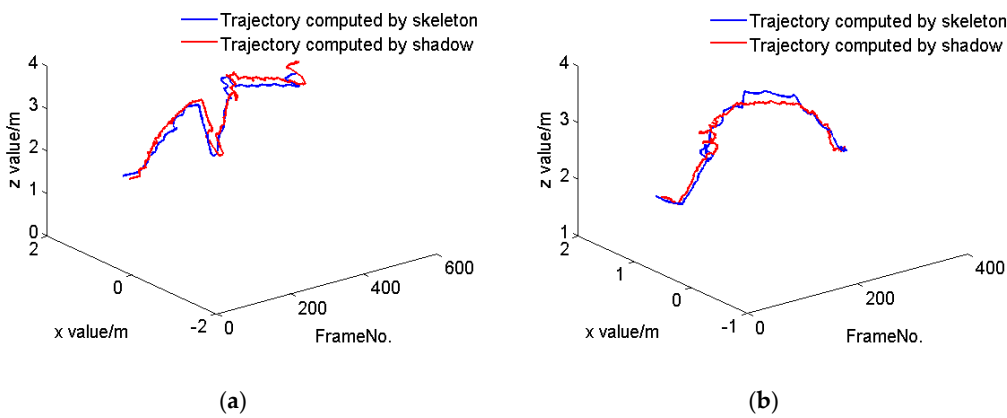 Trajectory computed by skeleton
Trajectory computed by shadow
4
3
2
1
0
z value/m
2
0
-2
x value/m
0
200
400
600
FrameNo.
(a)
Trajectory computed by skeleton
Trajectory computed by shadow
4
3
2
1
z value/m
2
1
0
-1
x value/m
0
200
400
FrameNo.
(b)